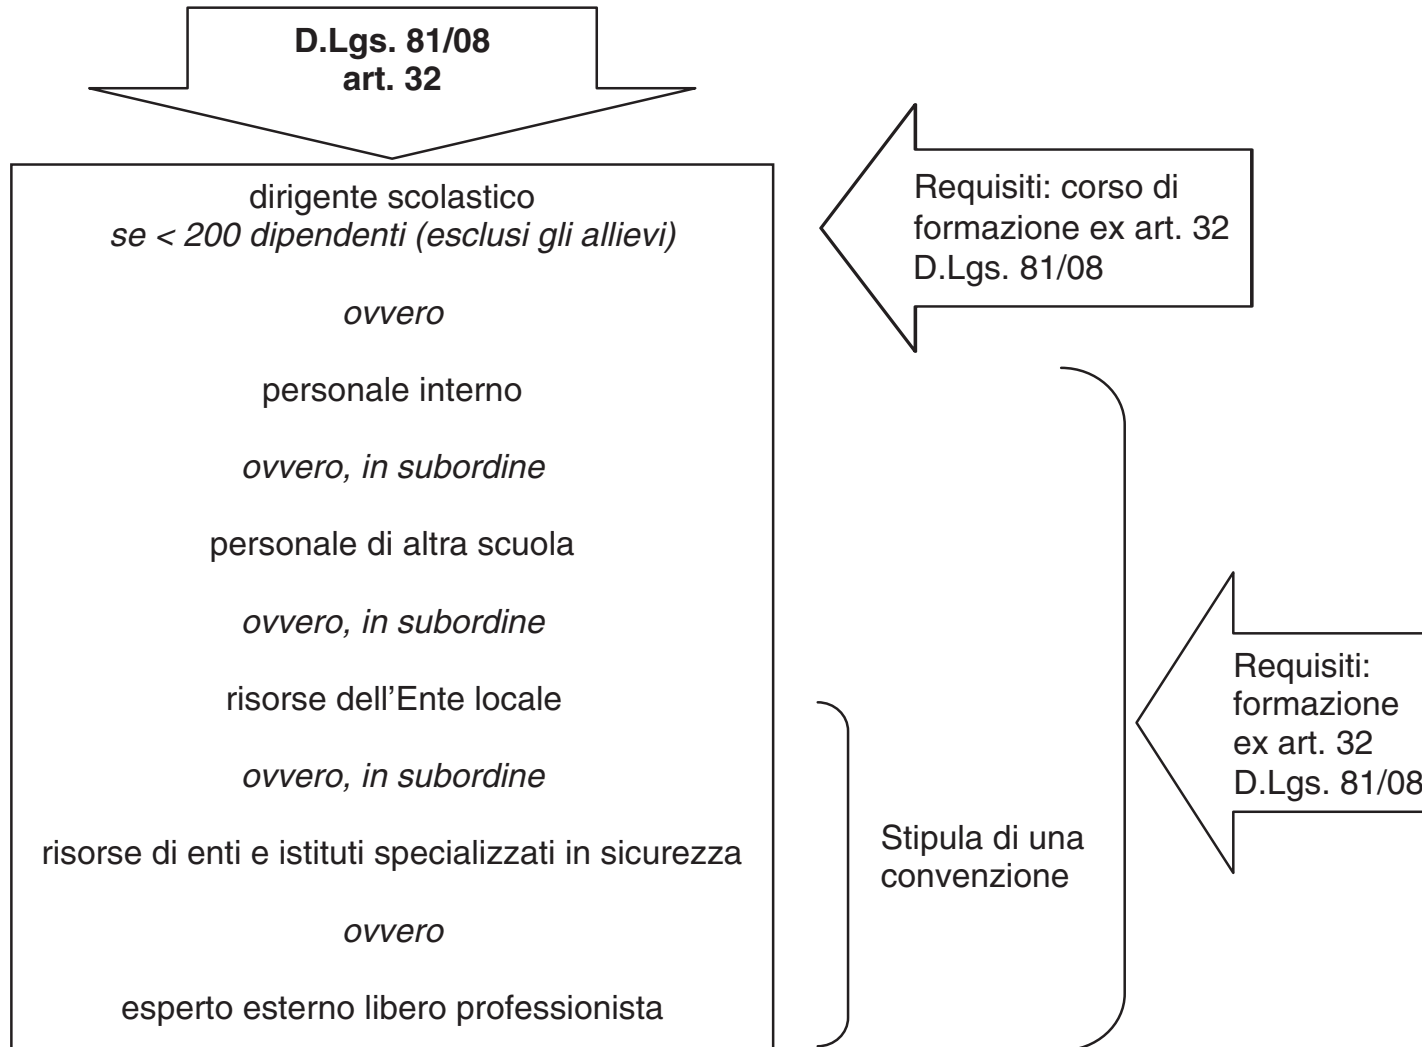 D.Lgs. 81/08
art. 32
dirigente scolastico
se < 200 dipendenti (esclusi gli allievi)
ovvero
personale interno
ovvero, in subordine
personale di altra scuola
ovvero, in subordine
risorse dell’Ente locale
ovvero, in subordine
risorse di enti e istituti specializzati in sicurezza
ovvero
esperto esterno libero professionista
Requisiti: corso di
formazione ex art. 32
D.Lgs. 81/08
Stipula di una
convenzione
Requisiti:
formazione
ex art. 32
D.Lgs. 81/08